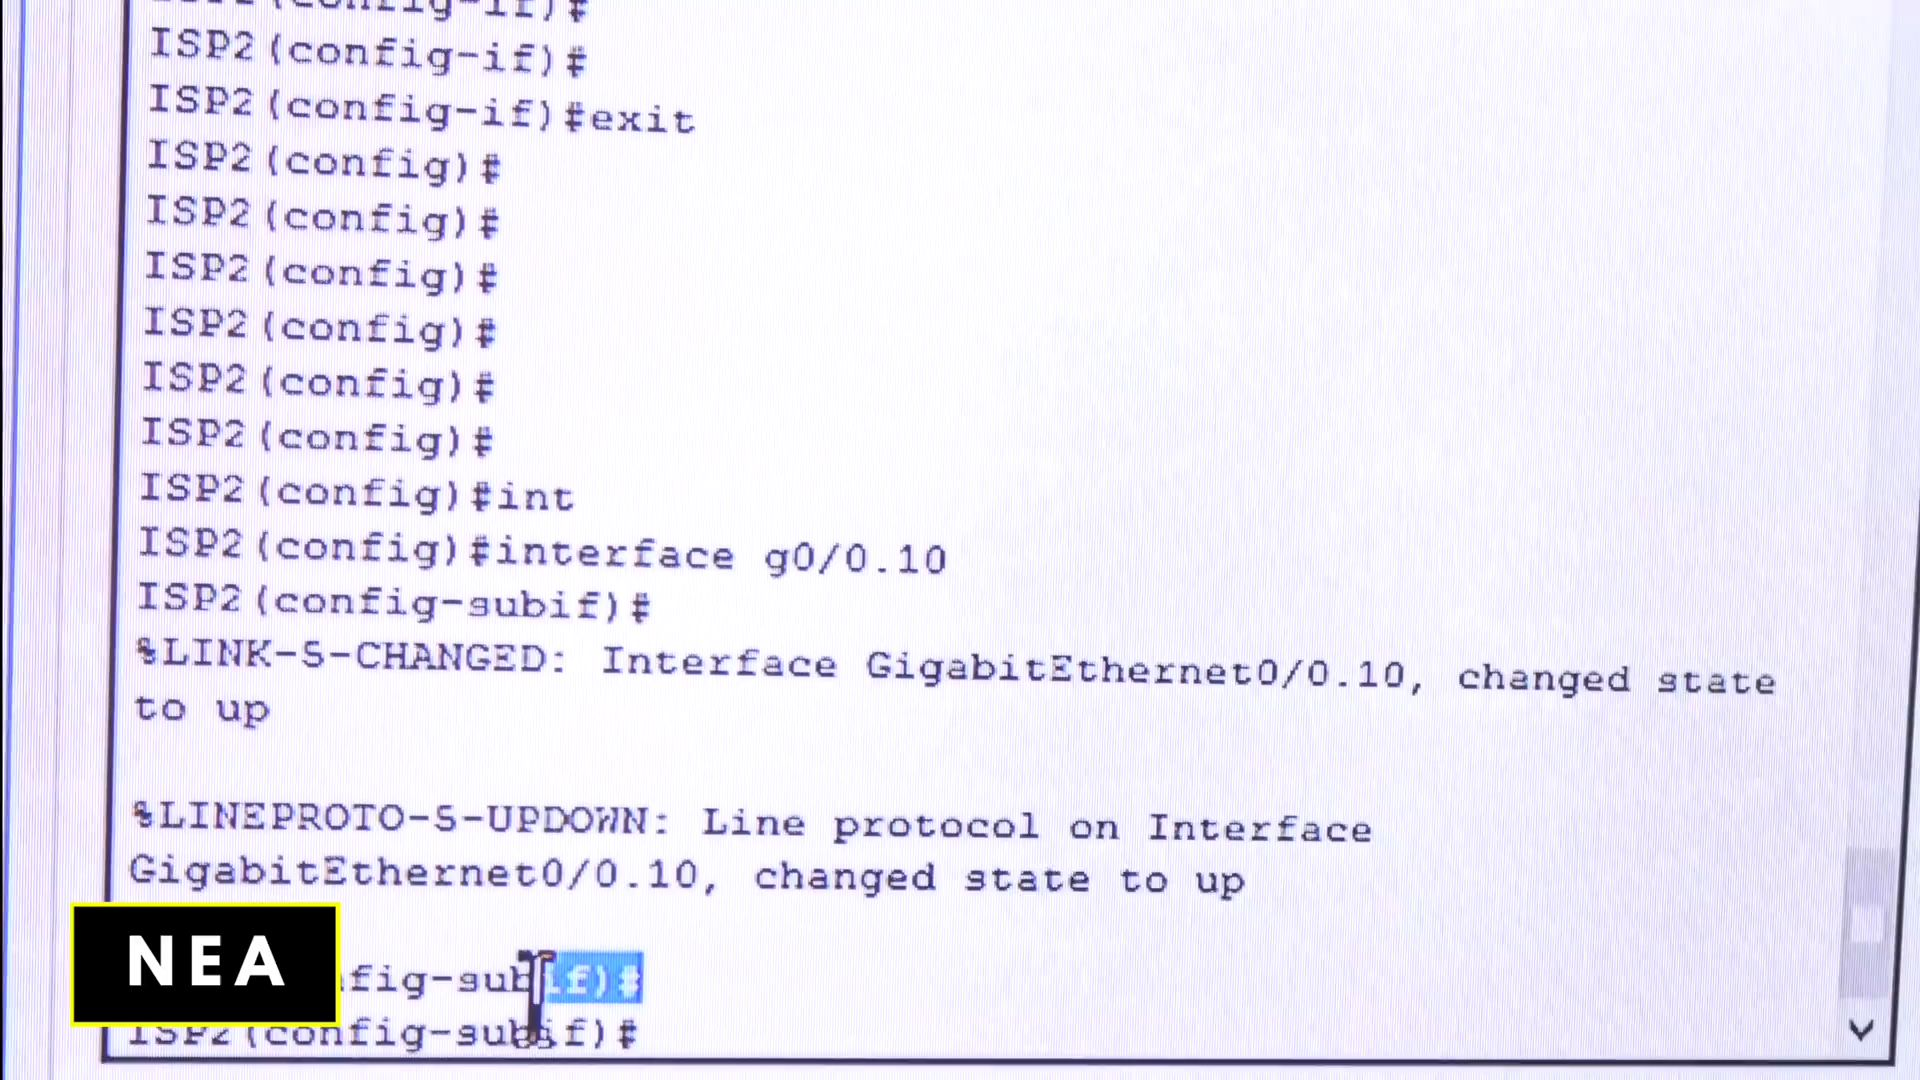 (config-if)#
ISP2(config-if)#
ISP2(config-if)#exit
ISP2(config)#
ISP2(config)#
ISP2(config)#
ISP2(config)#
ISP2(config)#
ISP2(config)#
ISP2(config)#int
ISP2(config)#interface g0/0.10
ISP2(config-subif)#
%LINK-5-CHANGED: Interface GigabitEthernet0/0.10, changed state
to up
%LINEPROTO-5-UPDOWN: Line protocol on Interface
GigabitEthernet0/0.10, changed state to up
nfig-subif)#
ISP2(config-subif)#
NEA